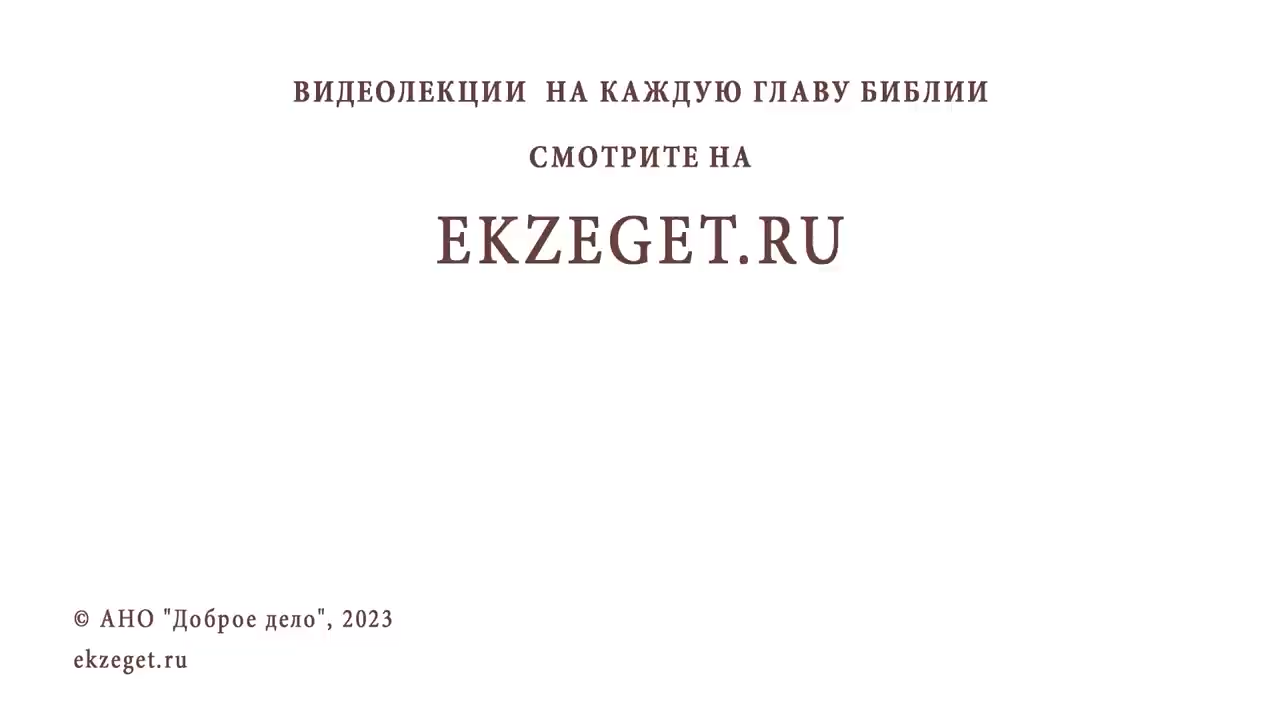 ВИДЕОЛЕКЦИИ НА КАЖДУЮ ГЛАВУ БИБЛИИ
СМОТРИТЕ НА
EKZEGET.RU
© АНО "Доброе дело", 2023
ekzeget.ru